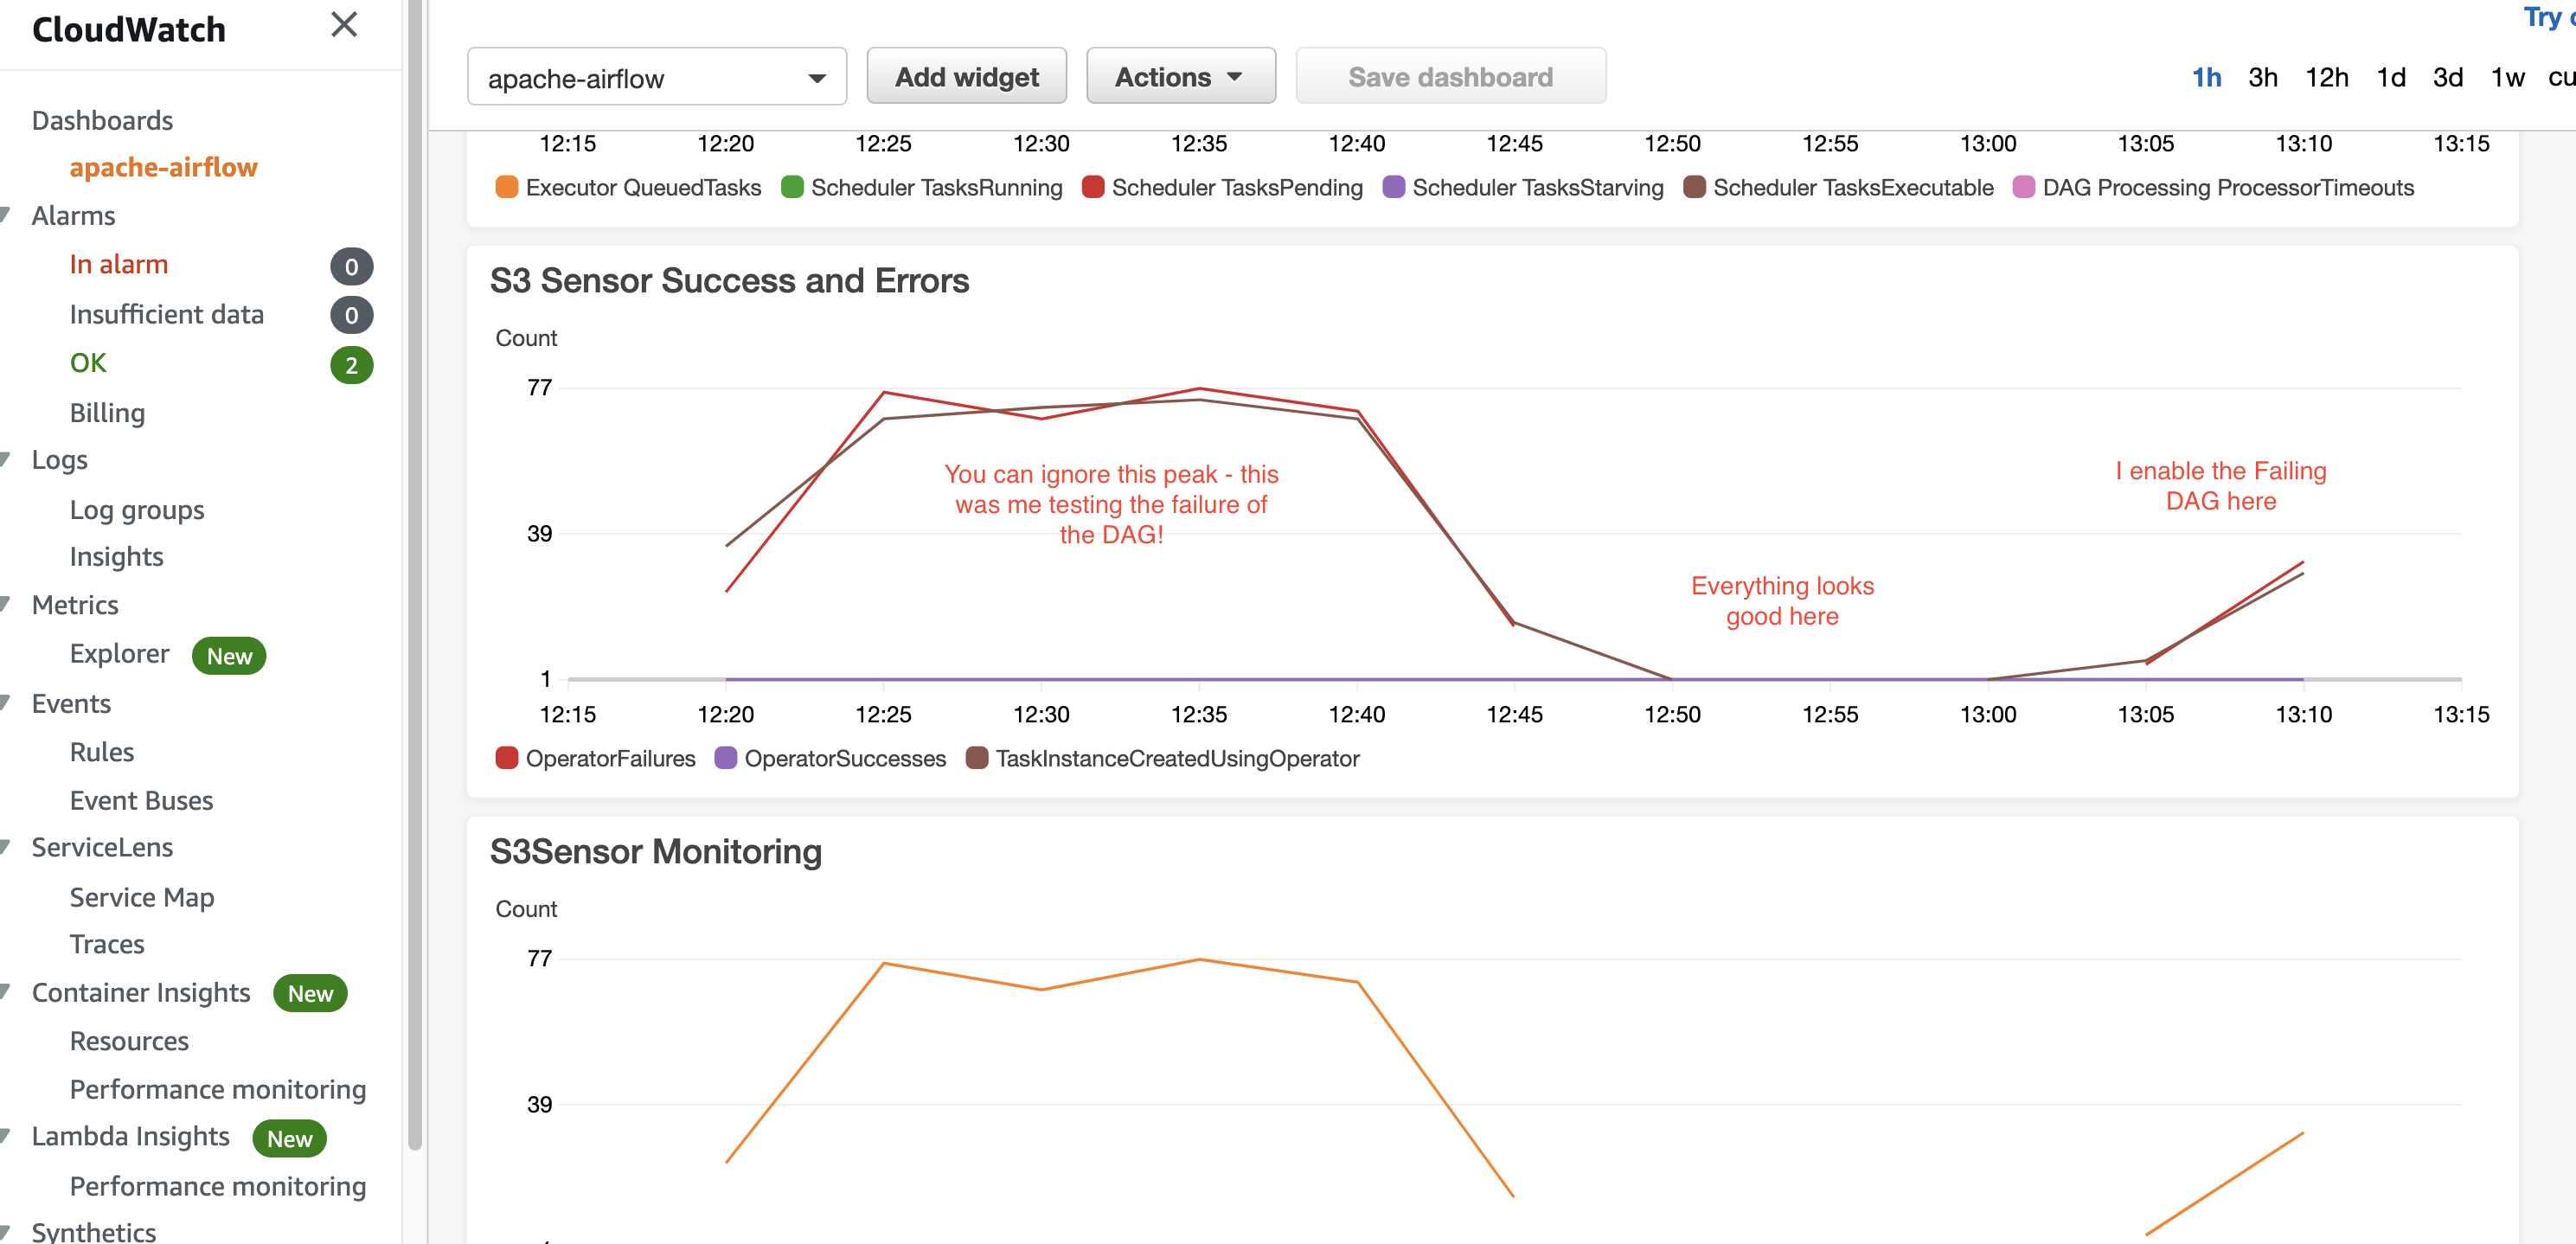 CloudWatch
Dashboards
apache-airflow
Alarms
In alarm 0
Insufficient data 0
OK 2
Billing
Logs
Log groups
Insights
Metrics
Explorer New
Events
Rules
Event Buses
ServiceLens
Service Map
Traces
Container Insights New
Resources
Performance monitoring
Lambda Insights New
Performance monitoring
Synthetics
Try
apache-airflow Add widget Actions Save dashboard 1h 3h 12h 1d 3d 1w cu
12:15 12:20 12:25 12:30 12:35 12:40 12:45 12:50 12:55 13:00 13:05 13:10 13:15
Executor QueuedTasks Scheduler TasksRunning Scheduler TasksPending Scheduler TasksStarving Scheduler TasksExecutable DAG Processing ProcessorTimeouts
S3 Sensor Success and Errors
Count
77
39
1
You can ignore this peak - this
was me testing the failure of
the DAG!
Everything looks
good here
I enable the Failing
DAG here
12:15 12:20 12:25 12:30 12:35 12:40 12:45 12:50 12:55 13:00 13:05 13:10 13:15
OperatorFailures OperatorSuccesses TaskInstanceCreatedUsingOperator
S3Sensor Monitoring
Count
77
39